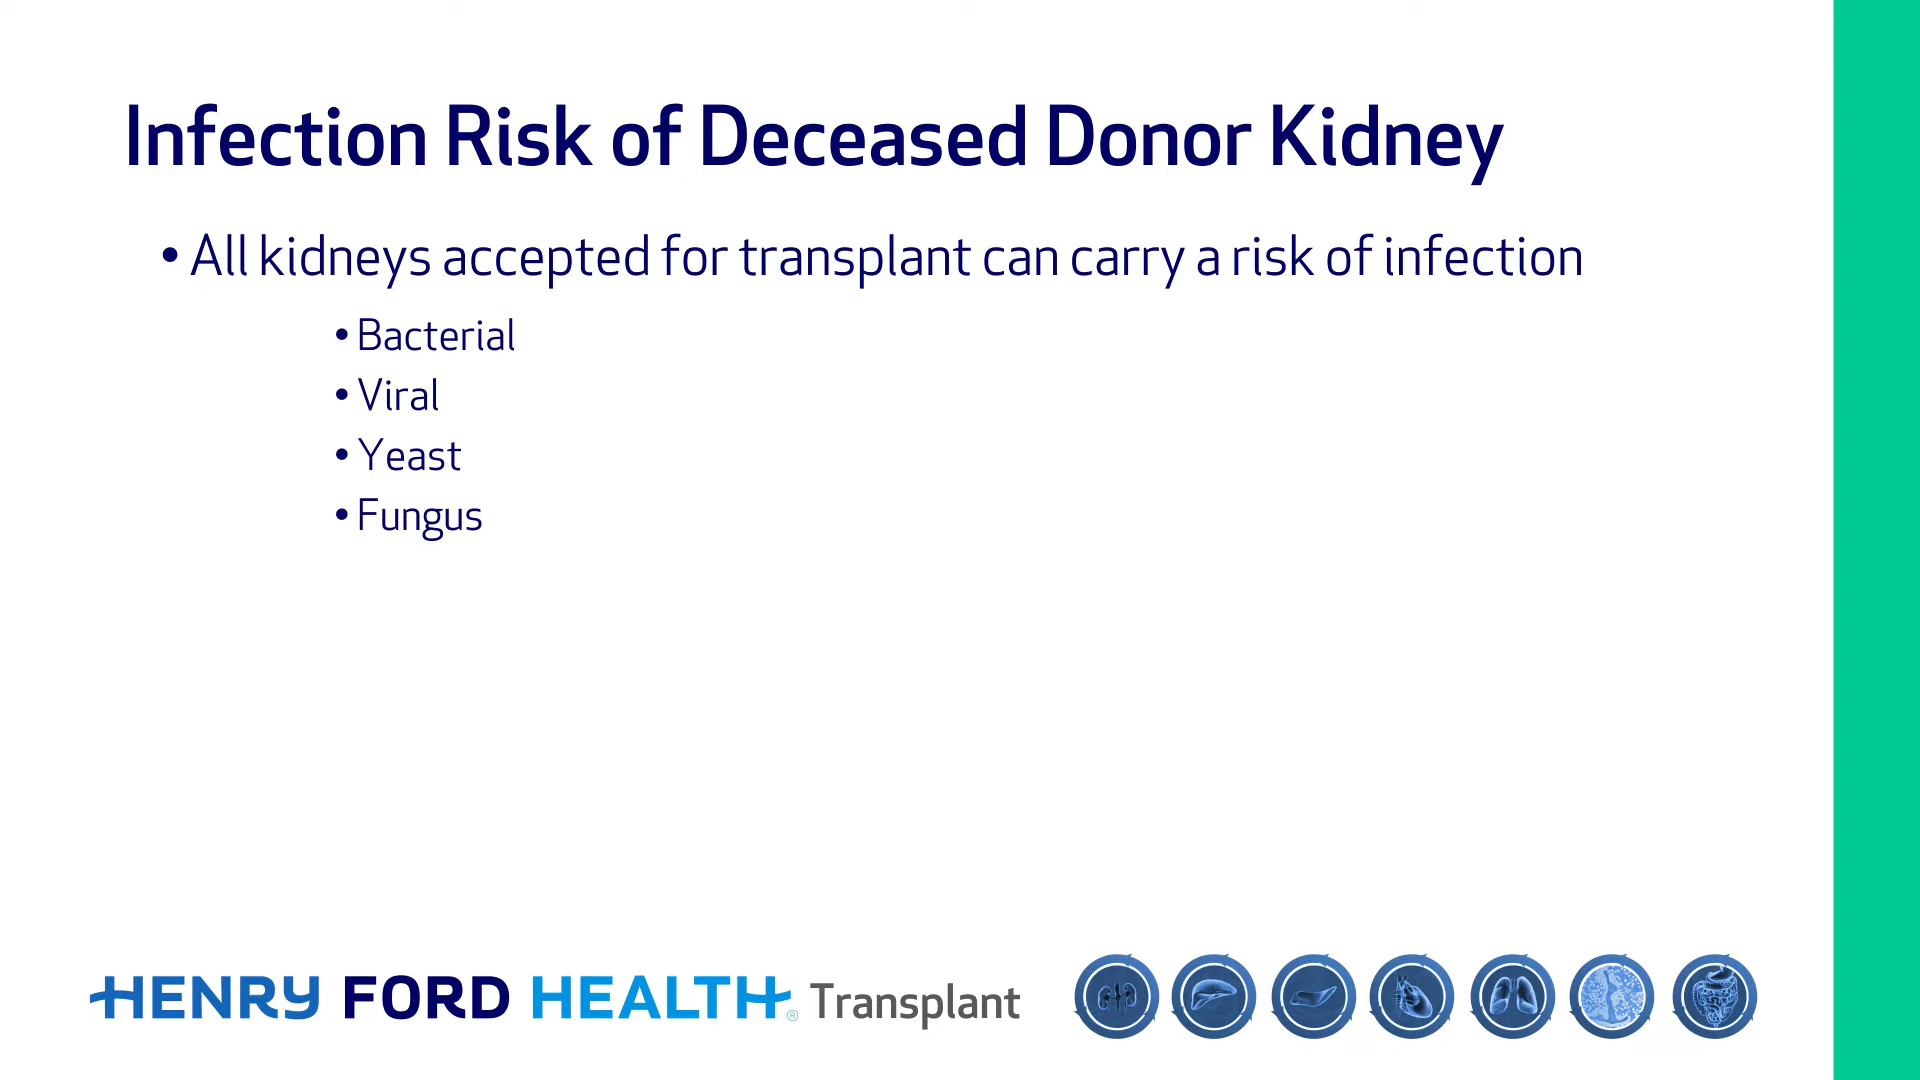 Infection Risk of Deceased Donor Kidney
• All kidneys accepted for transplant can carry a risk of infection
• Bacterial
• Viral
• Yeast
• Fungus
HENRY FORD HEALTH® Transplant